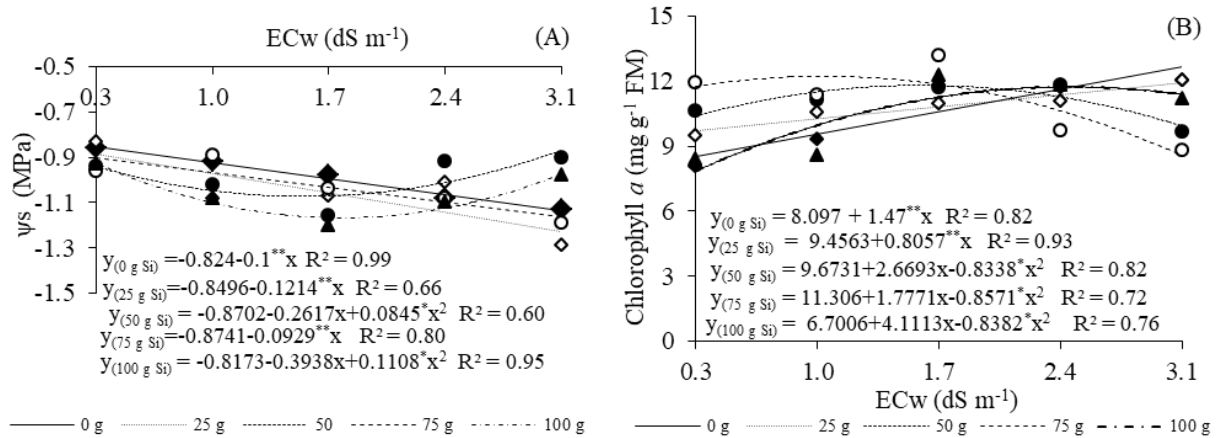 ECw (dS m⁻¹)
(A)
0.3 1.0 1.7 2.4 3.1
-0.5
-0.7
-0.9
-1.1
-1.3
-1.5
ψs (MPa)
y(0 g Si) =-0.824-0.1**x R² = 0.99
y(25 g Si)=-0.8496-0.1214**x R² = 0.66
y(50 g Si) = -0.8702-0.2617x+0.0845*x² R² = 0.60
y(75 g Si)=-0.8741-0.0929**x R² = 0.80
y(100 g Si) = -0.8173-0.3938x+0.1108*x² R² = 0.95
0 g 25 g 50 75 g 100 g
(B)
15
12
9
6
3
0
Chlorophyll a (mg g⁻¹ FM)
y(0 g Si) = 8.097 + 1.47**x R² = 0.82
y(25 g Si) = 9.4563+0.8057**x R² = 0.93
y(50 g Si) = 9.6731+2.6693x-0.8338*x² R² = 0.82
y(75 g Si) = 11.306+1.7771x-0.8571*x² R² = 0.72
y(100 g Si) = 6.7006+4.1113x-0.8382*x² R² = 0.76
0.3 1.0 1.7 2.4 3.1
ECw (dS m⁻¹)
0 g 25 g 50 g 75 g 100 g